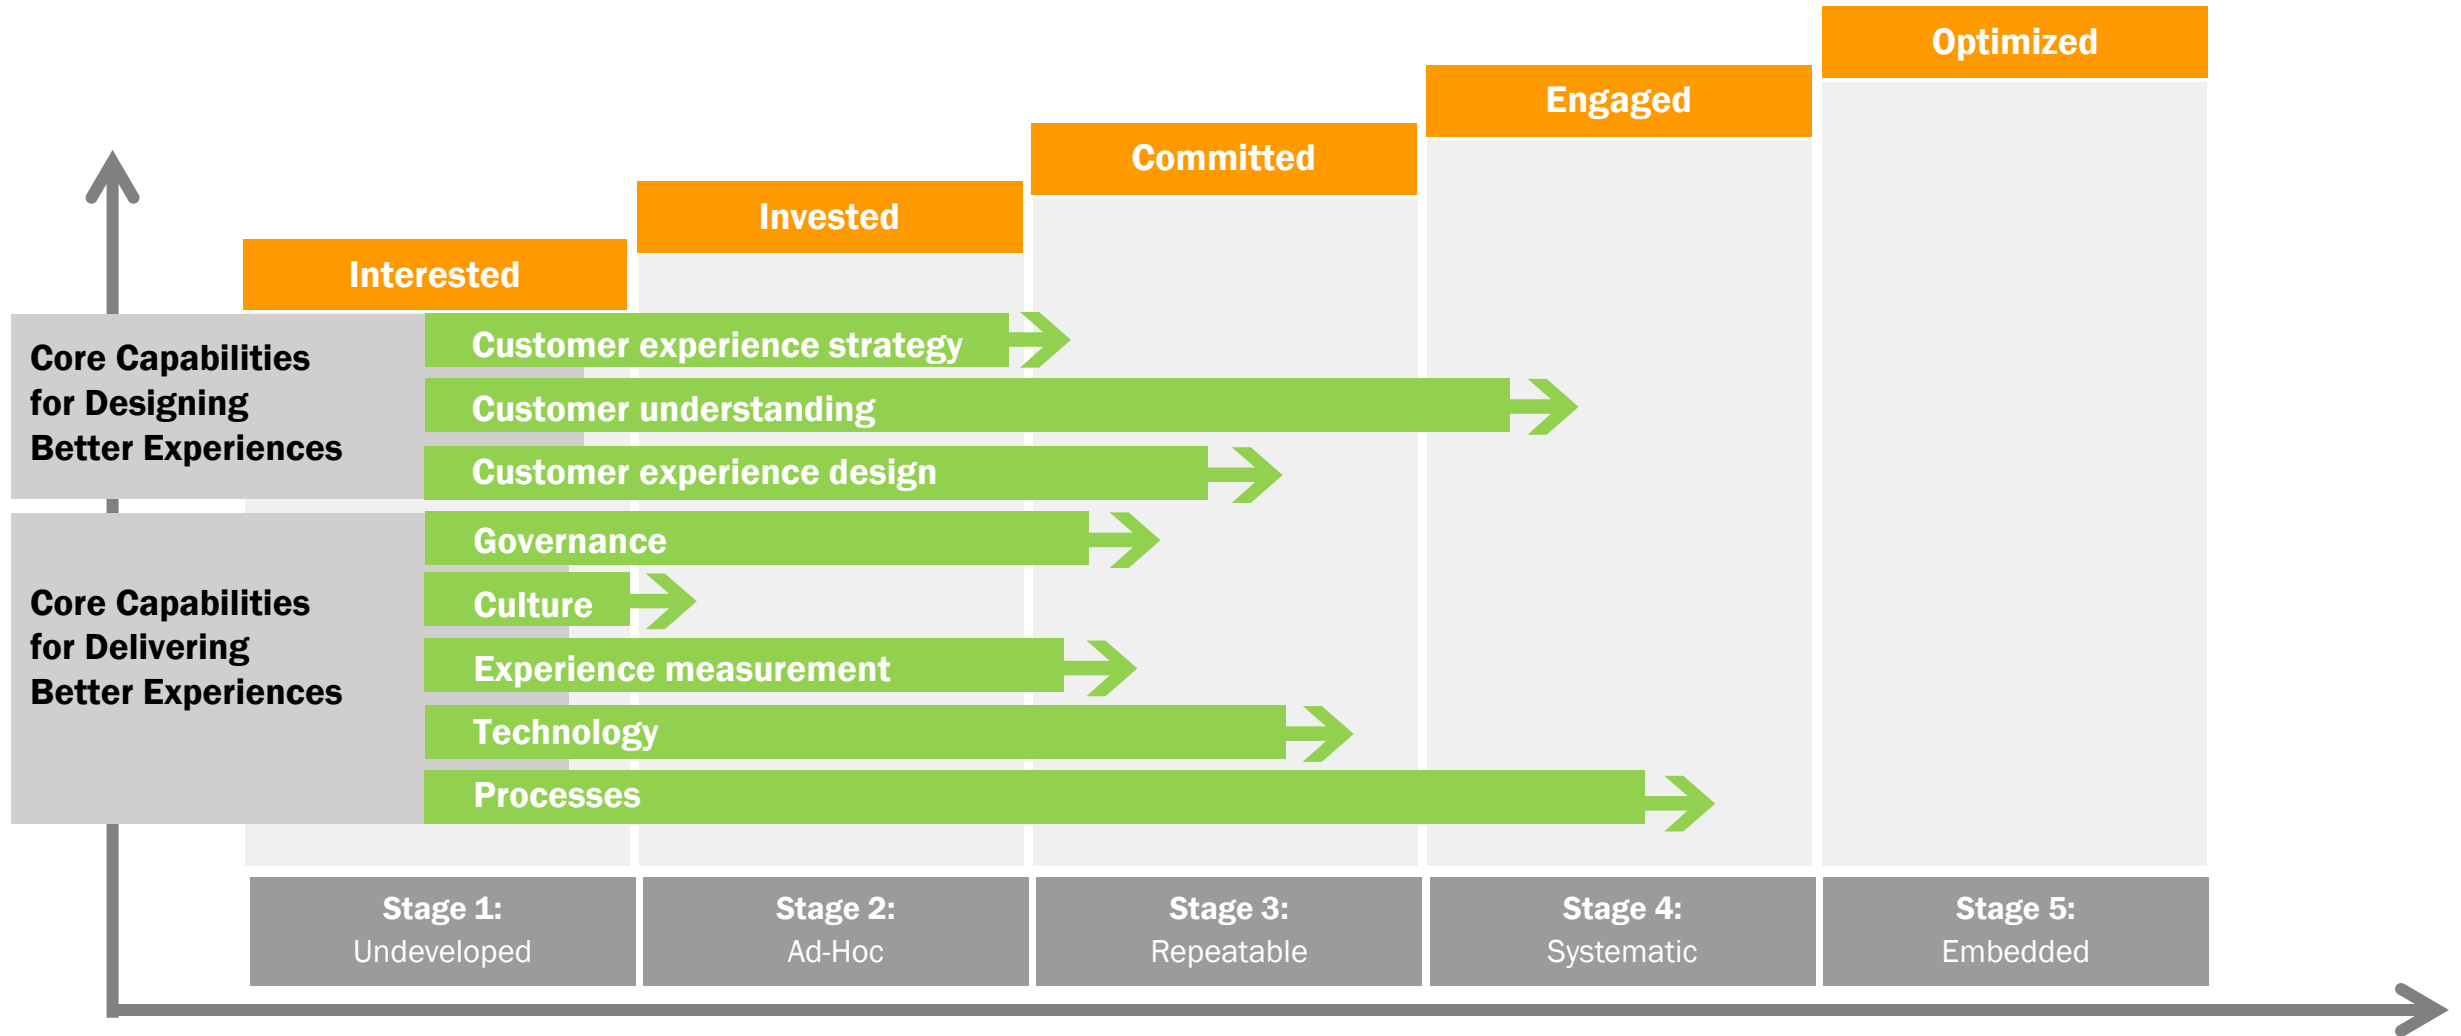 Optimized
Engaged
Committed
Invested
Interested
Core Capabilities
for Designing
Better Experiences
Customer experience strategy
Customer understanding
Customer experience design
Core Capabilities
for Delivering
Better Experiences
Governance
Culture
Experience measurement
Technology
Processes
Stage 1:
Undeveloped
Stage 2:
Ad-Hoc
Stage 3:
Repeatable
Stage 4:
Systematic
Stage 5:
Embedded